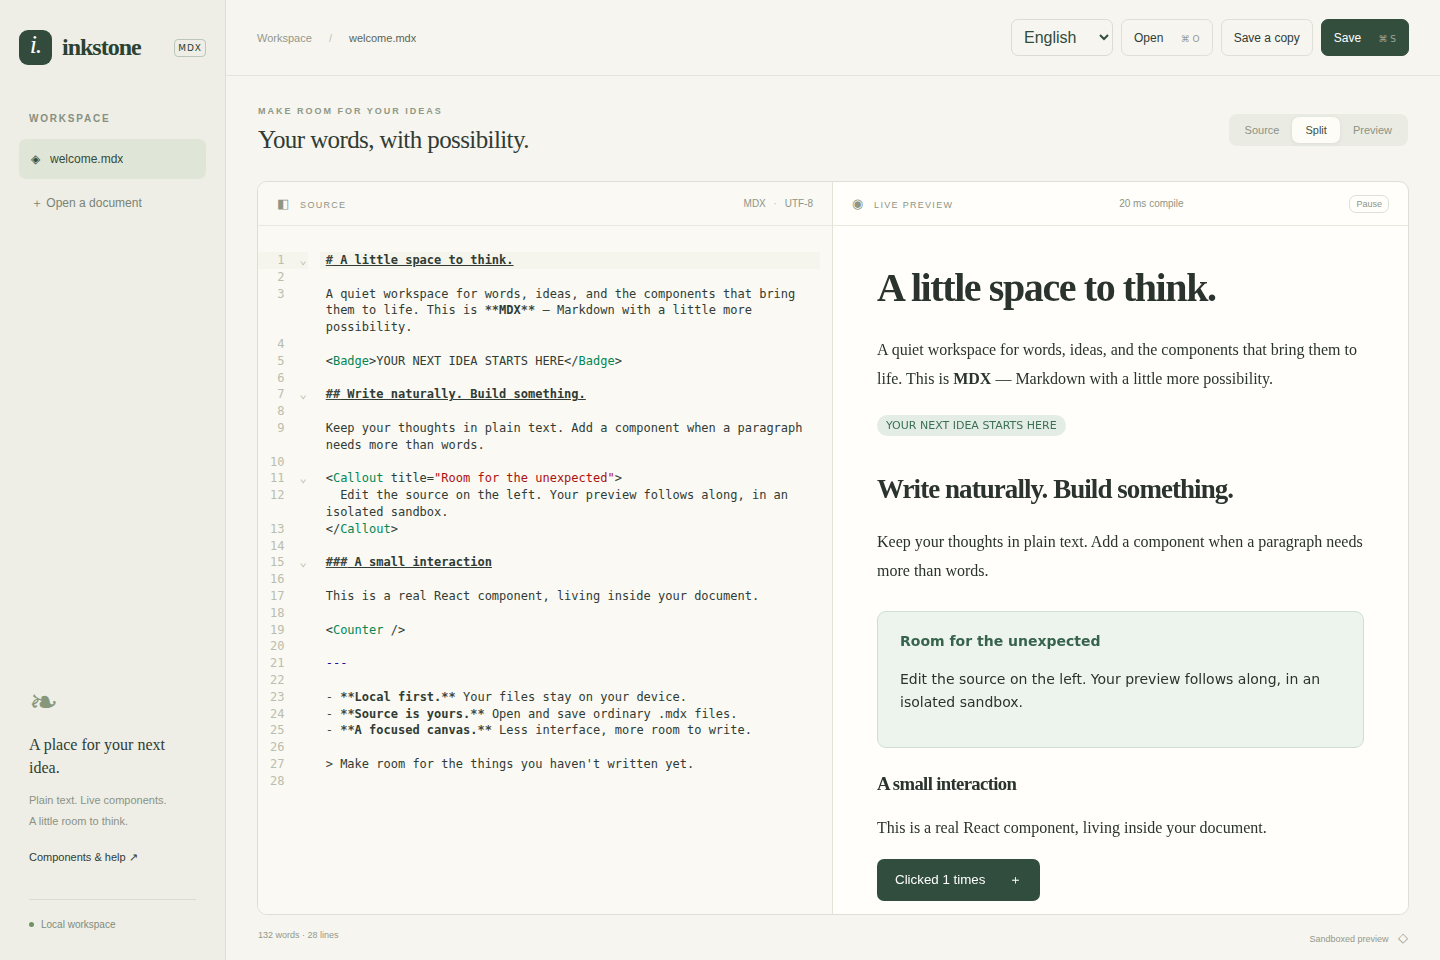 i. inkstone MDX
WORKSPACE
◈ welcome.mdx
+ Open a document
❧
A place for your next
idea.
Plain text. Live components.
A little room to think.
Components & help ↗
Local workspace
Workspace / welcome.mdx
English
Open ⌘ O
Save a copy
Save ⌘ S
MAKE ROOM FOR YOUR IDEAS
Your words, with possibility.
Source Split Preview
SOURCE MDX · UTF-8
1 # A little space to think.
2
3 A quiet workspace for words, ideas, and the components that bring
them to life. This is **MDX** — Markdown with a little more
possibility.
4
5 <Badge>YOUR NEXT IDEA STARTS HERE</Badge>
6
7 ## Write naturally. Build something.
8
9 Keep your thoughts in plain text. Add a component when a paragraph
needs more than words.
10
11 <Callout title="Room for the unexpected">
12 Edit the source on the left. Your preview follows along, in an
isolated sandbox.
13 </Callout>
14
15 ### A small interaction
16
17 This is a real React component, living inside your document.
18
19 <Counter />
20
21 ---
22
23 - **Local first.** Your files stay on your device.
24 - **Source is yours.** Open and save ordinary .mdx files.
25 - **A focused canvas.** Less interface, more room to write.
26
27 > Make room for the things you haven't written yet.
28
LIVE PREVIEW 20 ms compile Pause
A little space to think.
A quiet workspace for words, ideas, and the components that bring them to
life. This is MDX — Markdown with a little more possibility.
YOUR NEXT IDEA STARTS HERE
Write naturally. Build something.
Keep your thoughts in plain text. Add a component when a paragraph needs
more than words.
Room for the unexpected
Edit the source on the left. Your preview follows along, in an
isolated sandbox.
A small interaction
This is a real React component, living inside your document.
Clicked 1 times +
132 words · 28 lines
Sandboxed preview ◇